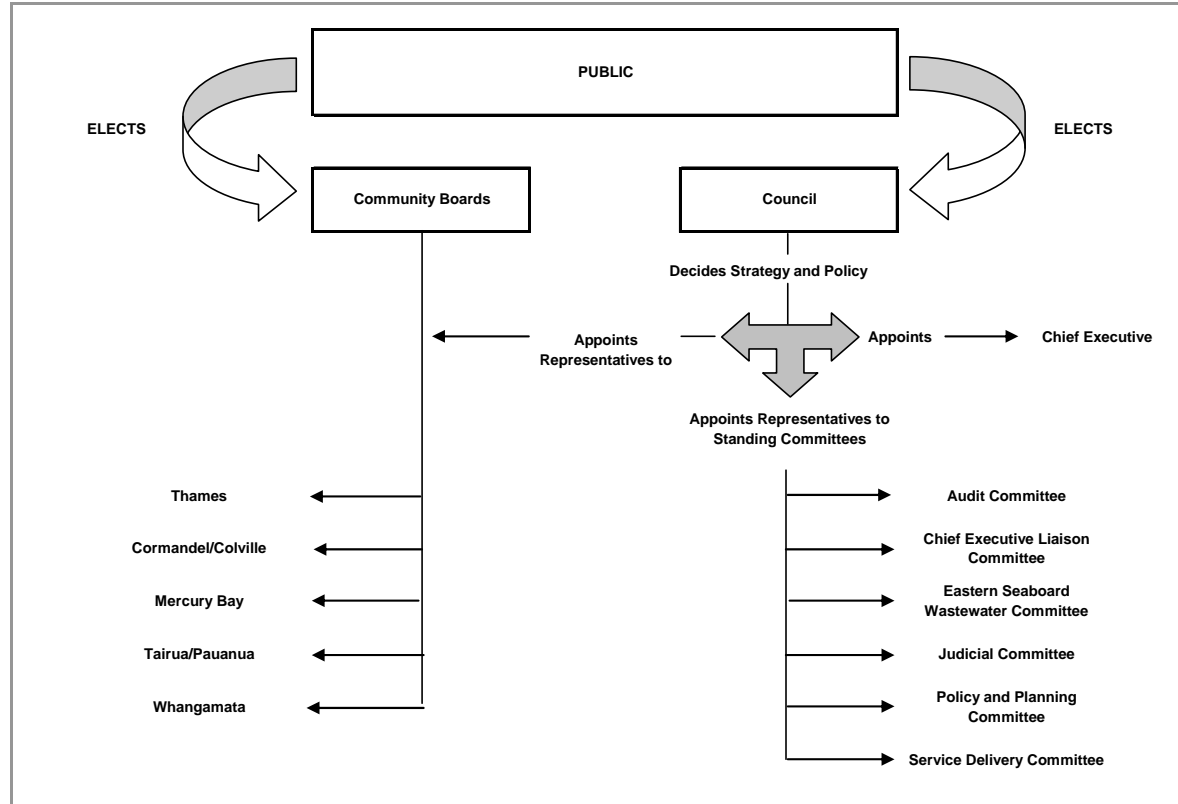 PUBLIC
ELECTS
ELECTS
Community Boards
Council
Decides Strategy and Policy
Appoints
Representatives to
Appoints
Chief Executive
Appoints Representatives to
Standing Committees
Thames
Cormandel/Colville
Mercury Bay
Tairua/Pauanua
Whangamata
Audit Committee
Chief Executive Liaison
Committee
Eastern Seaboard
Wastewater Committee
Judicial Committee
Policy and Planning
Committee
Service Delivery Committee